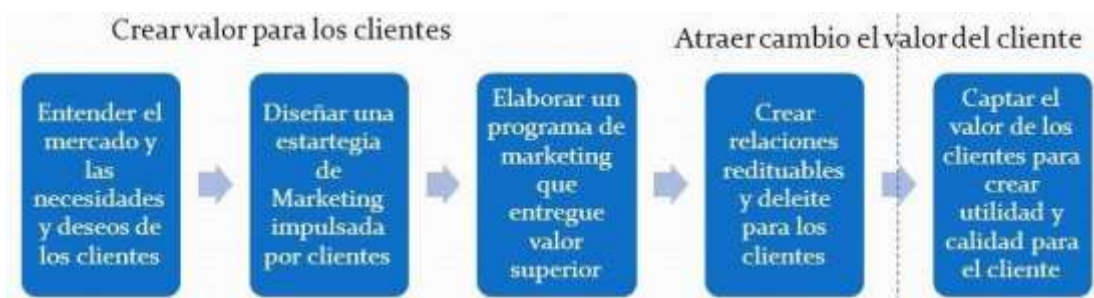 Crear valor para los clientes
Atraer cambio el valor del cliente
Entender el
mercado y
las
necesidades
y deseos de
los clientes
Diseñar una
estartegia
de
Marketing
impulsada
por clientes
Elaborar un
programa de
marketing
que
entregue
valor
superior
Crear
relaciones
redituables
y deleite
para los
clientes
Captar el
valor de los
clientes para
crear
utilidad y
calidad para
el cliente